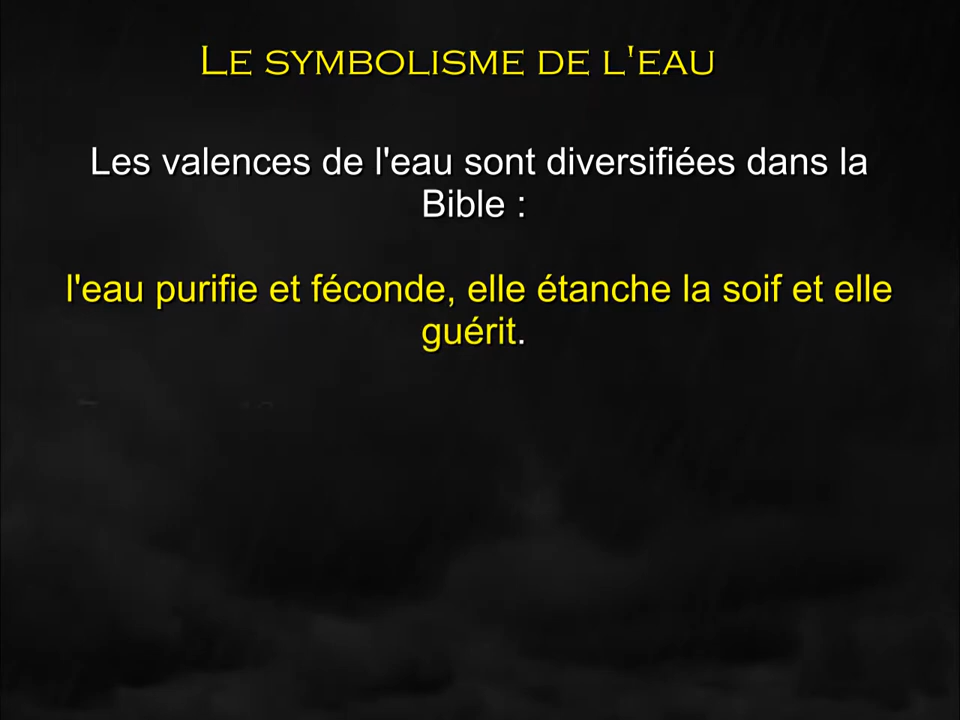 Le symbolisme de l'eau
Les valences de l'eau sont diversifiées dans la
Bible :
l'eau purifie et féconde, elle étanche la soif et elle
guérit.